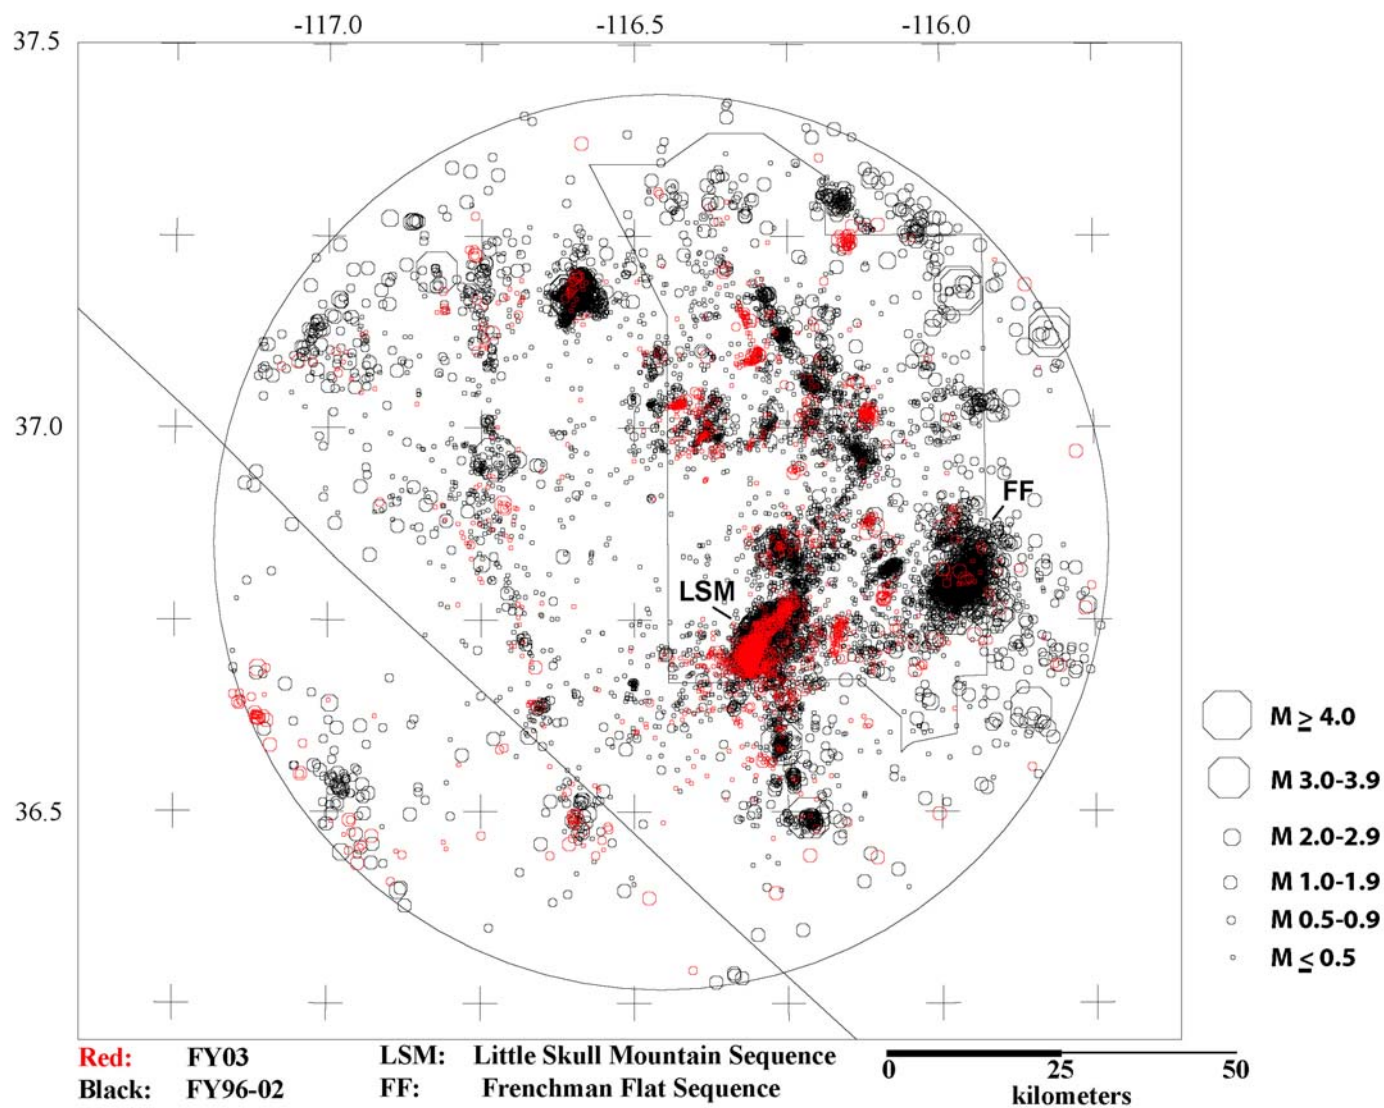 -117.0 -116.5 -116.0
37.5
37.0
FF
LSM
M ≥ 4.0
M 3.0-3.9
36.5
M 2.0-2.9
M 1.0-1.9
M 0.5-0.9
M ≤ 0.5
Red: FY03 LSM: Little Skull Mountain Sequence
Black: FY96-02 FF: Frenchman Flat Sequence
0 25 50
kilometers